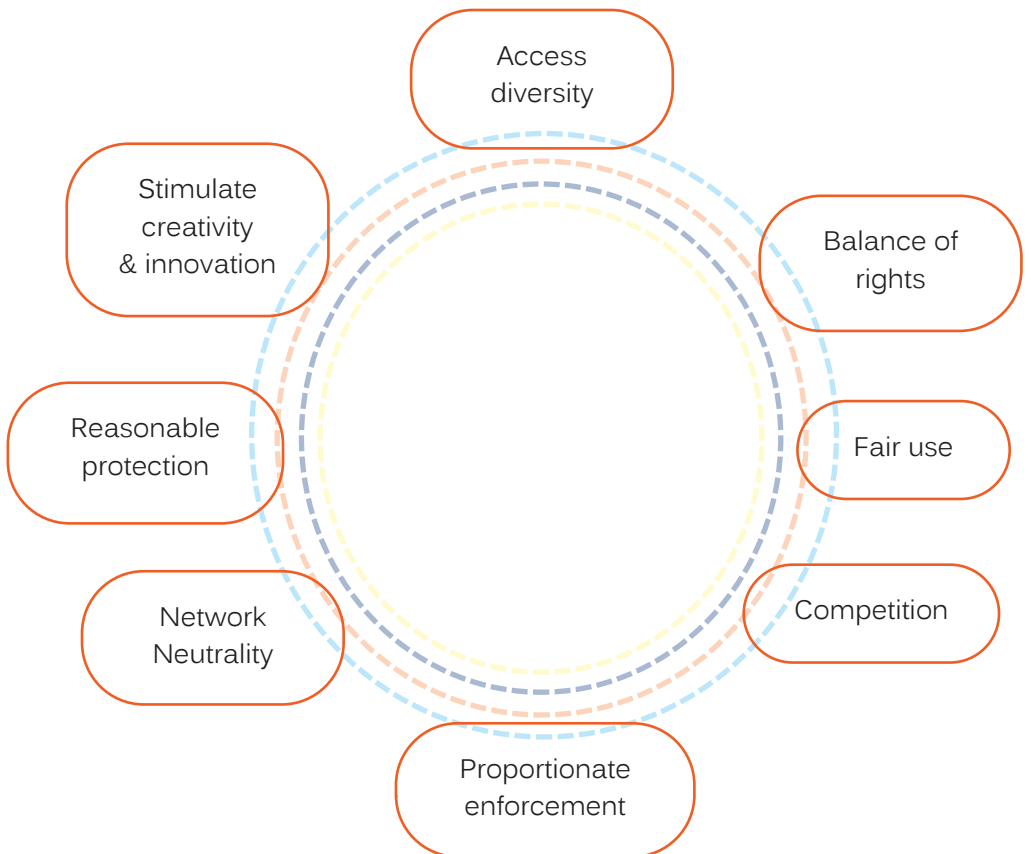 Access
diversity
Stimulate
creativity
& innovation
Balance of
rights
Reasonable
protection
Fair use
Network
Neutrality
Competition
Proportionate
enforcement